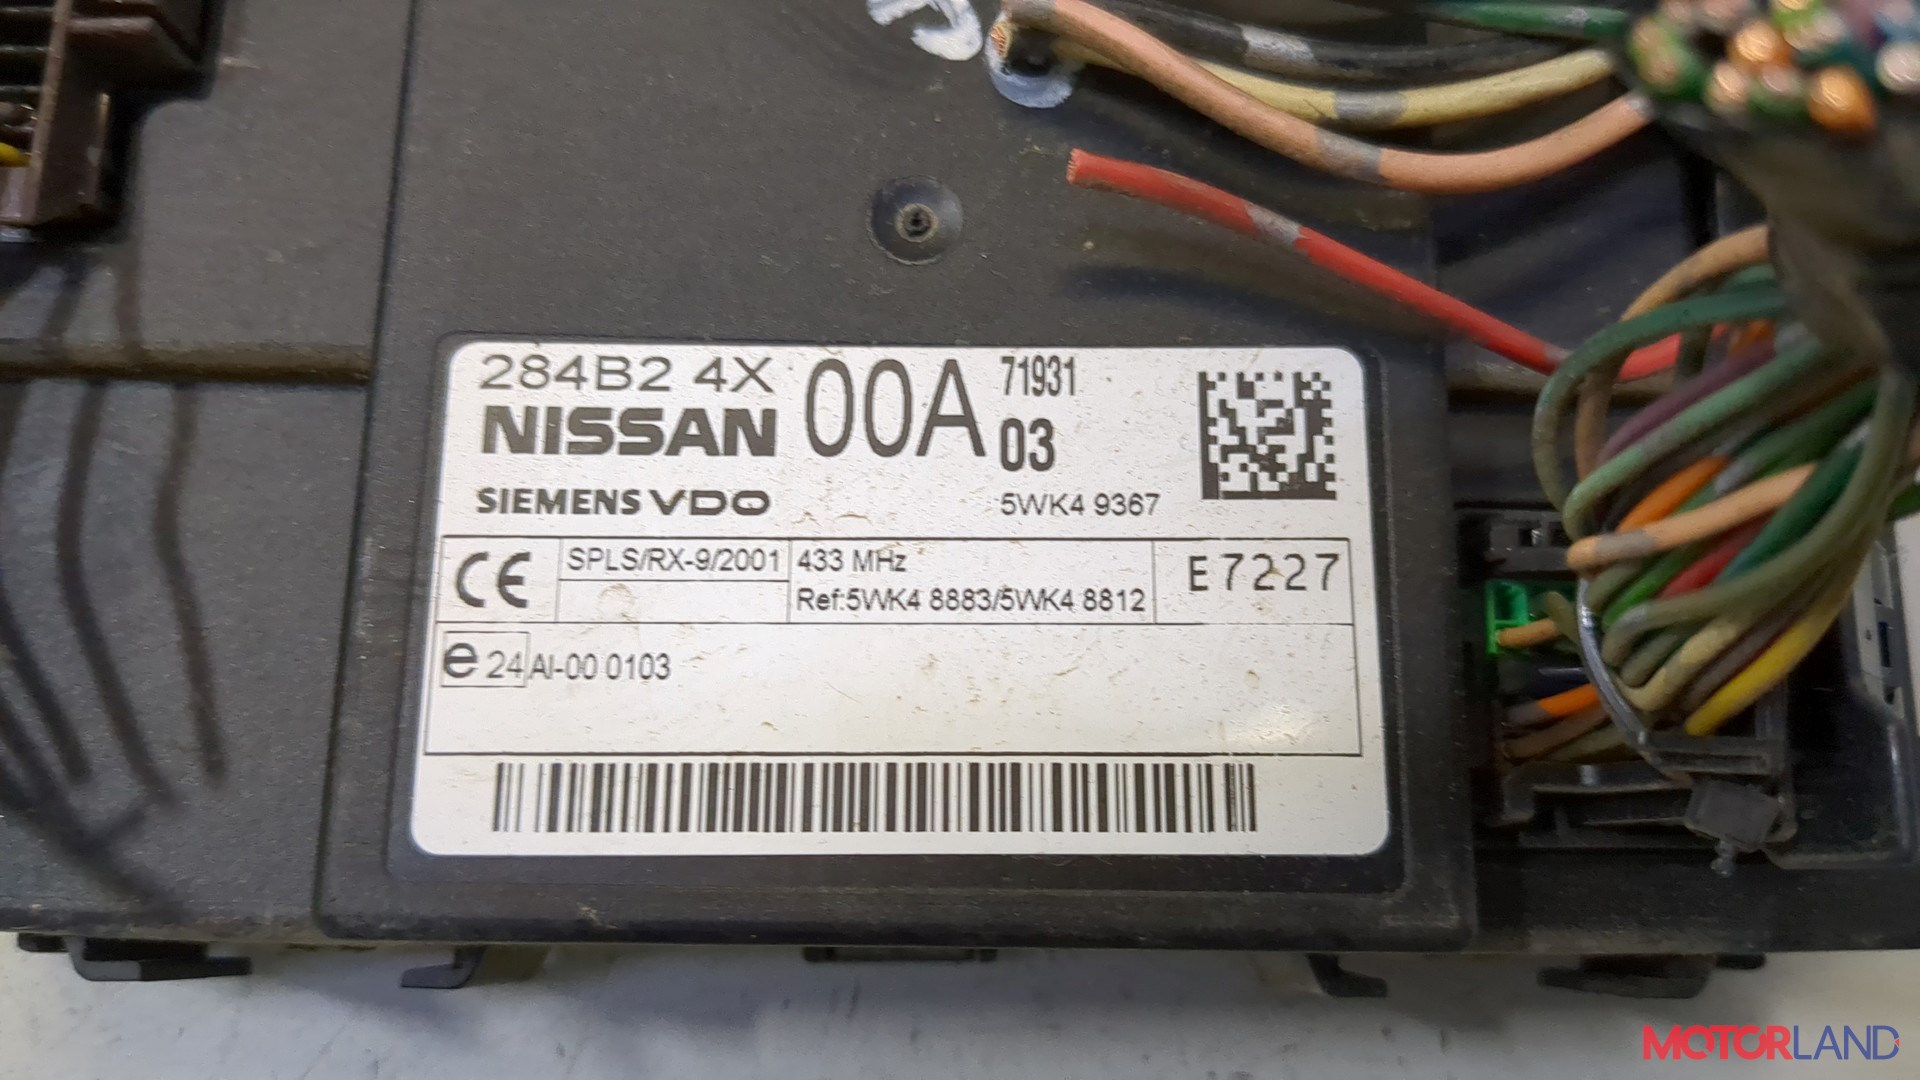 284B2 4X 00A 71931
NISSAN 03
SIEMENS VDO 5WK4 9367
CE SPLS/RX-9/2001 433 MHz E7227
Ref:5WK4 8883/5WK4 8812
e 24 AI-00 0103
MOTORLAND